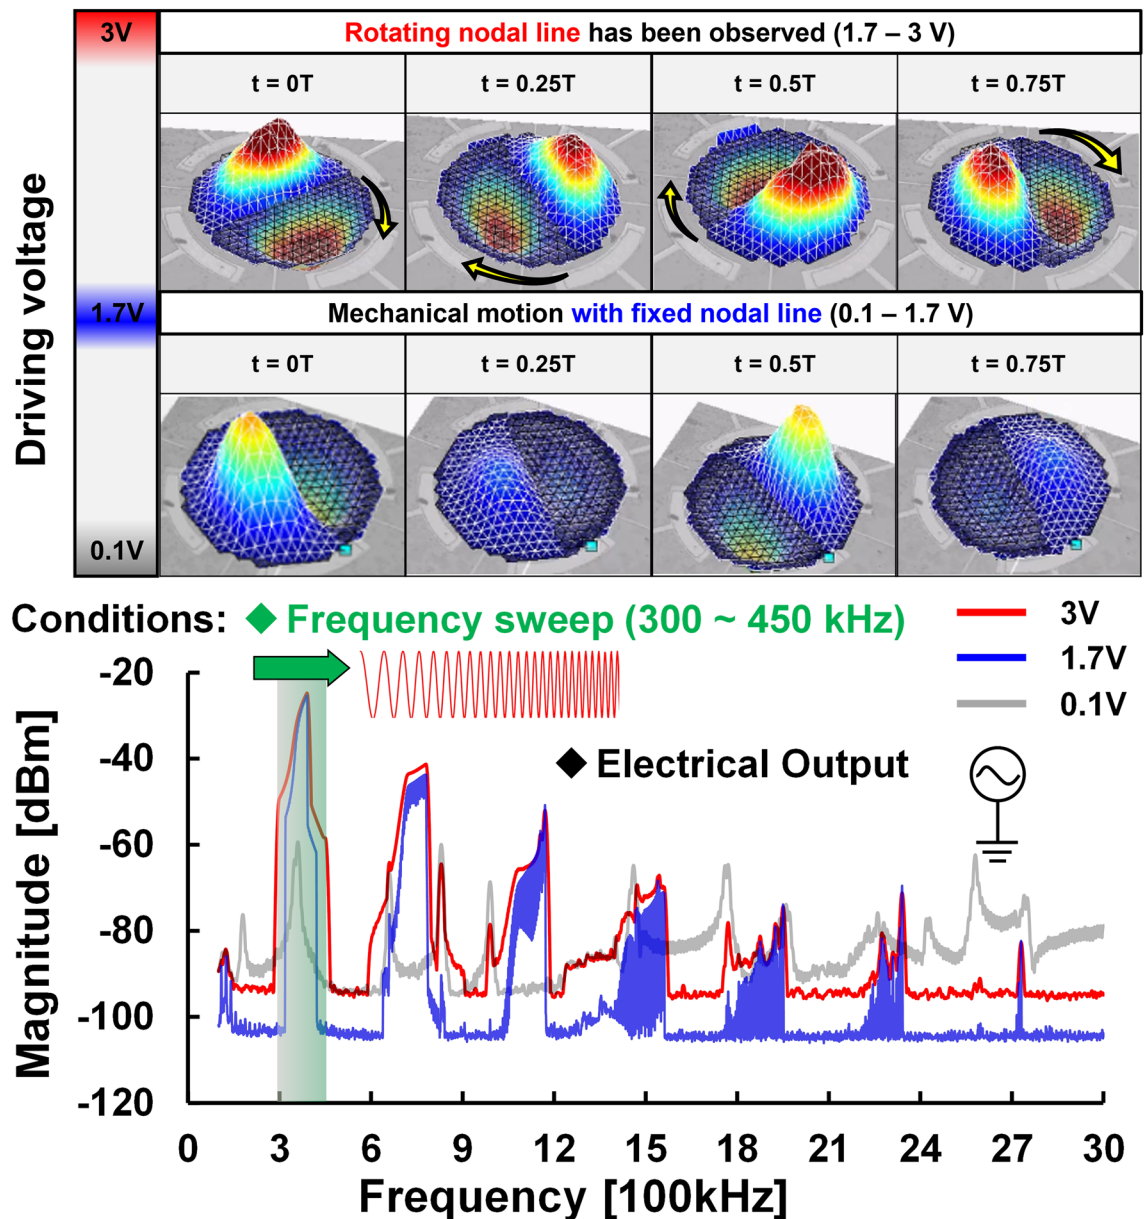 3V
Rotating nodal line has been observed (1.7 – 3 V)
t = 0T
t = 0.25T
t = 0.5T
t = 0.75T
Driving voltage
1.7V
Mechanical motion with fixed nodal line (0.1 – 1.7 V)
t = 0T
t = 0.25T
t = 0.5T
t = 0.75T
0.1V
Conditions: ◆ Frequency sweep (300 ~ 450 kHz)
3V
1.7V
0.1V
◆ Electrical Output
Magnitude [dBm]
-20
-40
-60
-80
-100
-120
0 3 6 9 12 15 18 21 24 27 30
Frequency [100kHz]